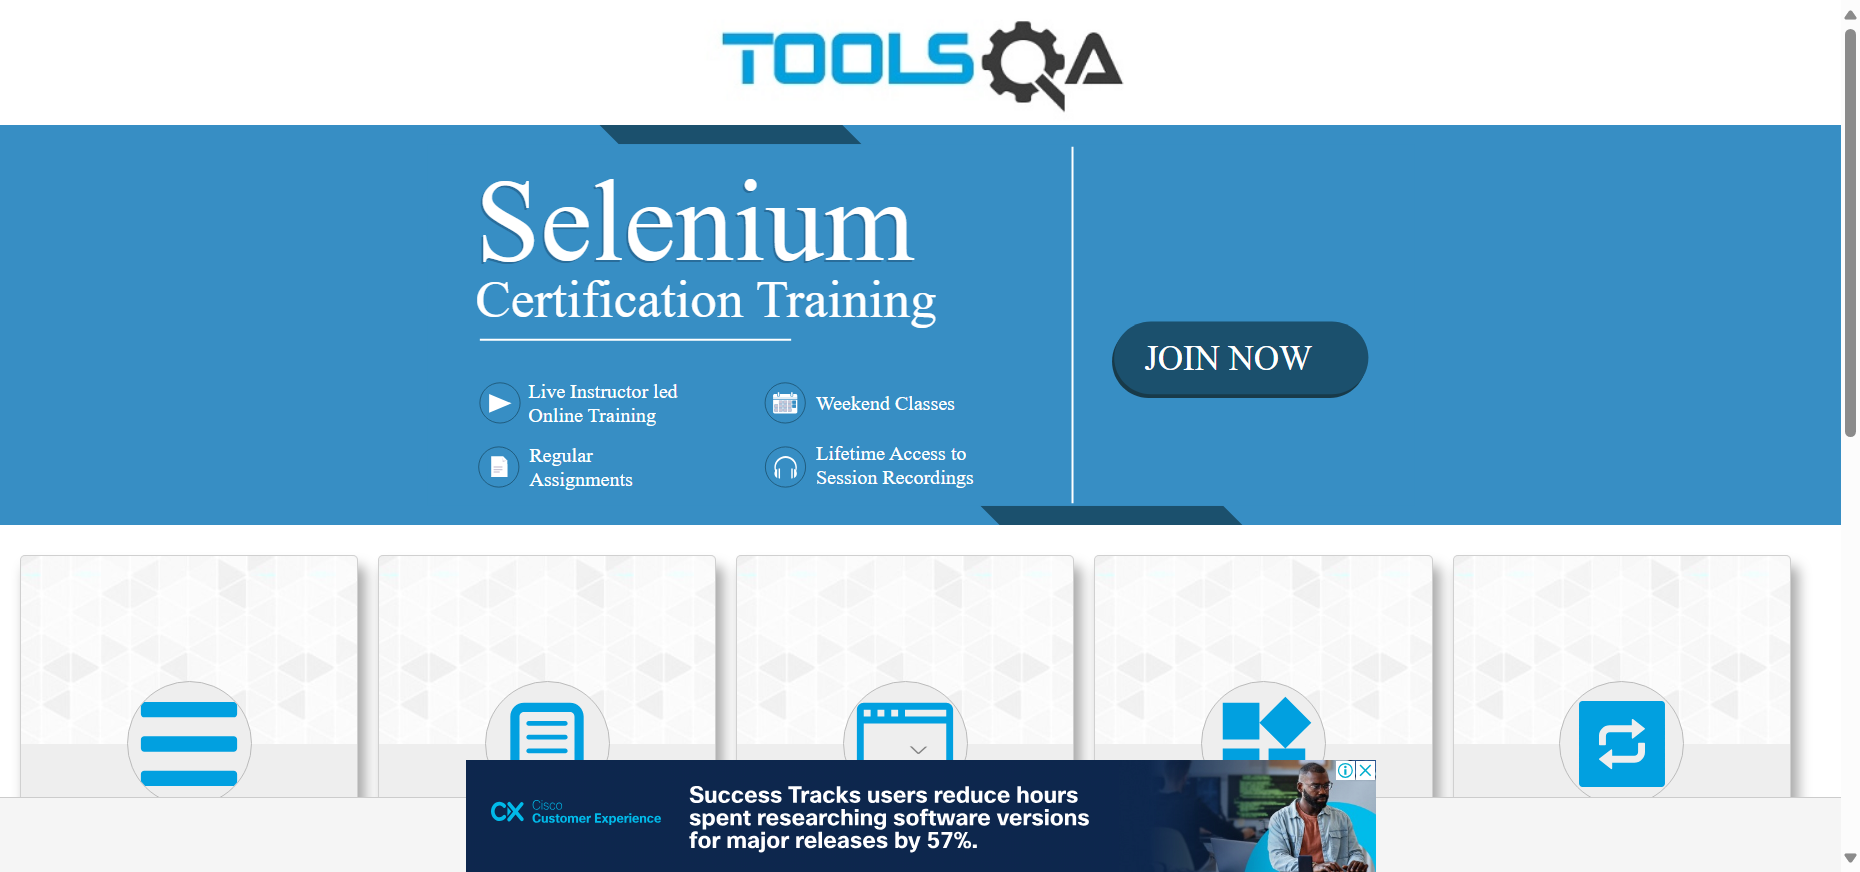 TOOLSQA
Selenium
Certification Training
Live Instructor led
Online Training
Weekend Classes
Regular
Assignments
Lifetime Access to
Session Recordings
JOIN NOW
CX Cisco
Customer Experience
Success Tracks users reduce hours
spent researching software versions
for major releases by 57%.